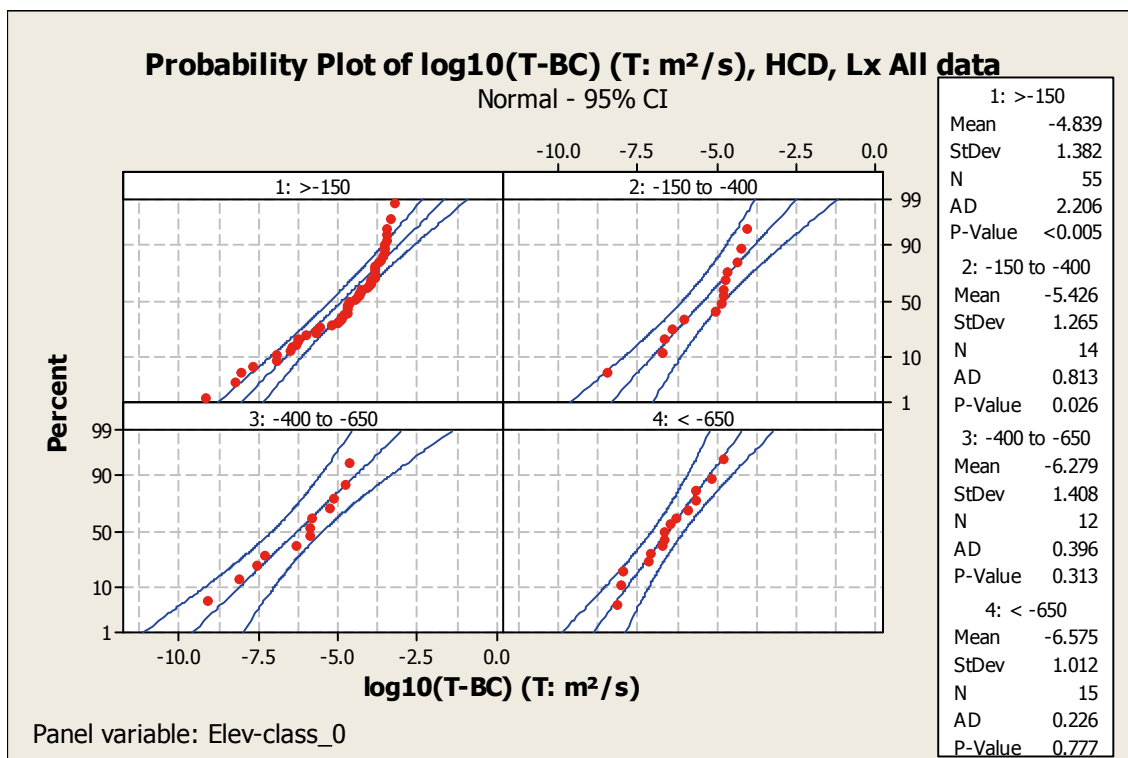 Probability Plot of log10(T-BC) (T: m²/s), HCD, Lx All data
Normal - 95% CI
-10.0 -7.5 -5.0 -2.5 0.0
1: >-150
2: -150 to -400
99
90
50
10
1
3: -400 to -650
4: < -650
99
90
50
10
1
-10.0 -7.5 -5.0 -2.5 0.0
Percent
log10(T-BC) (T: m²/s)
Panel variable: Elev-class_0
1: >-150
Mean -4.839
StDev 1.382
N 55
AD 2.206
P-Value <0.005
2: -150 to -400
Mean -5.426
StDev 1.265
N 14
AD 0.813
P-Value 0.026
3: -400 to -650
Mean -6.279
StDev 1.408
N 12
AD 0.396
P-Value 0.313
4: < -650
Mean -6.575
StDev 1.012
N 15
AD 0.226
P-Value 0.777